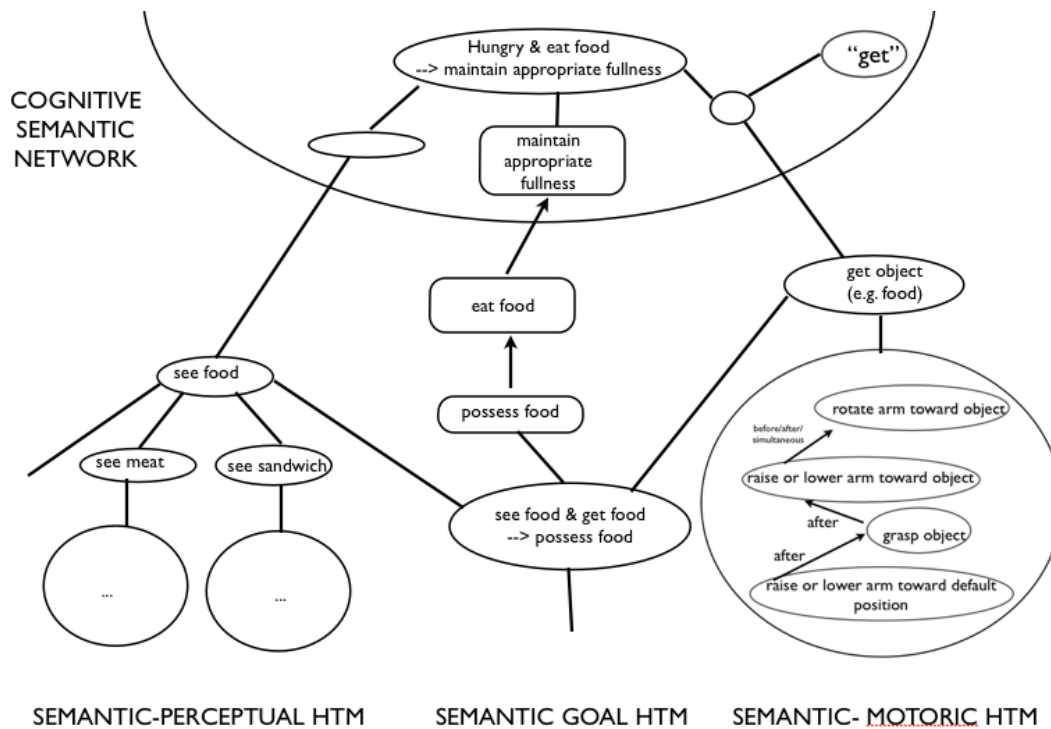 Hungry & eat food
--> maintain appropriate fullness
“get”
COGNITIVE
SEMANTIC
NETWORK
maintain
appropriate
fullness
get object
(e.g. food)
eat food
see food
possess food
rotate arm toward object
before/after/
simultaneous
see meat
see sandwich
raise or lower arm toward object
see food & get food
--> possess food
after
grasp object
after
raise or lower arm toward default
position
...
...
SEMANTIC-PERCEPTUAL HTM
SEMANTIC GOAL HTM
SEMANTIC- MOTORIC HTM